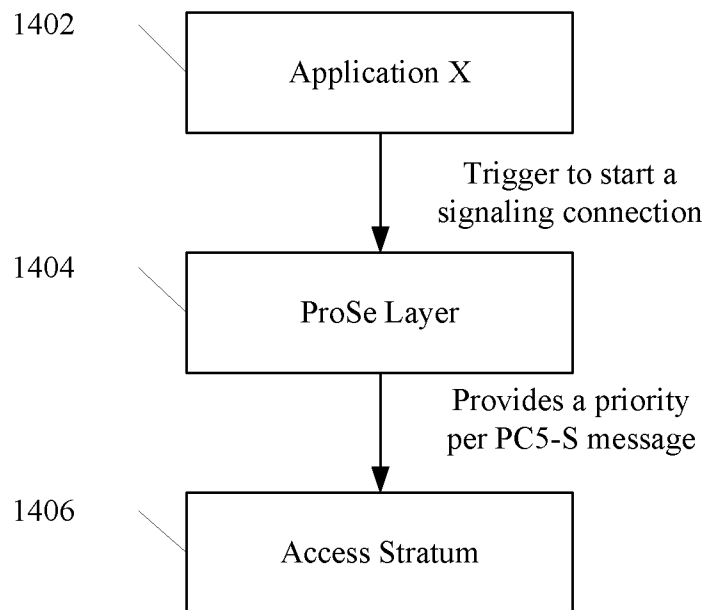 1402
Application X
Trigger to start a
signaling connection
1404
ProSe Layer
Provides a priority
per PC5-S message
1406
Access Stratum